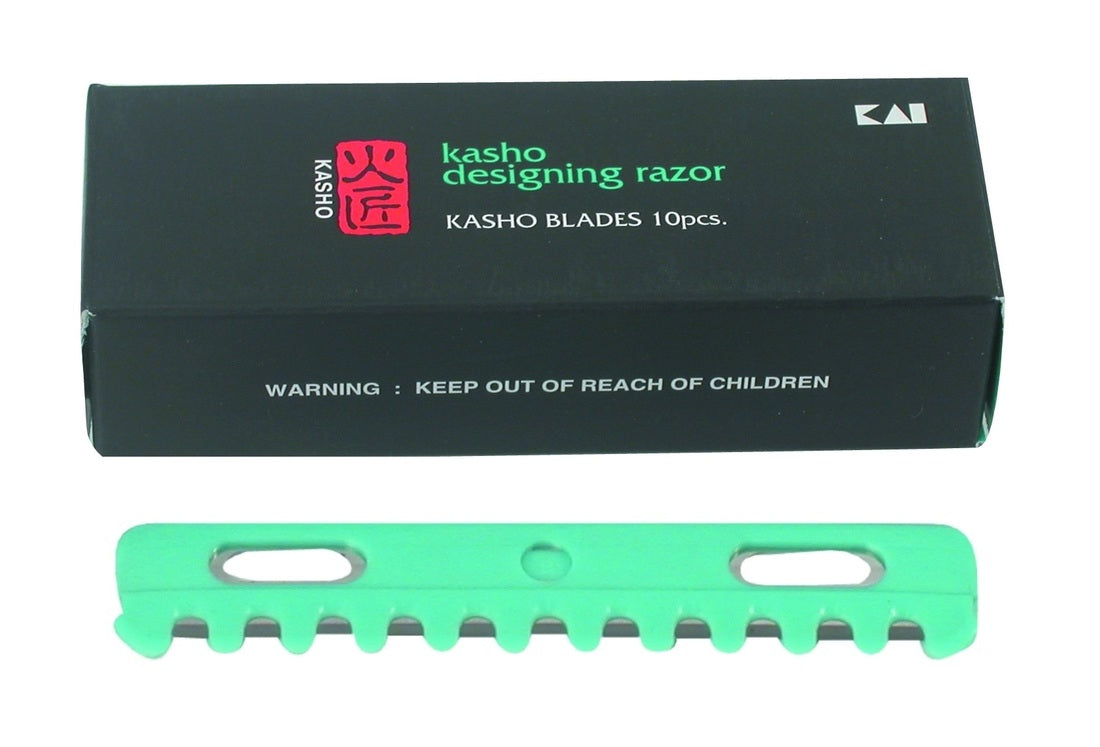 KAI
KASHO
火匠
kasho
designing razor
KASHO BLADES 10pcs.
WARNING : KEEP OUT OF REACH OF CHILDREN